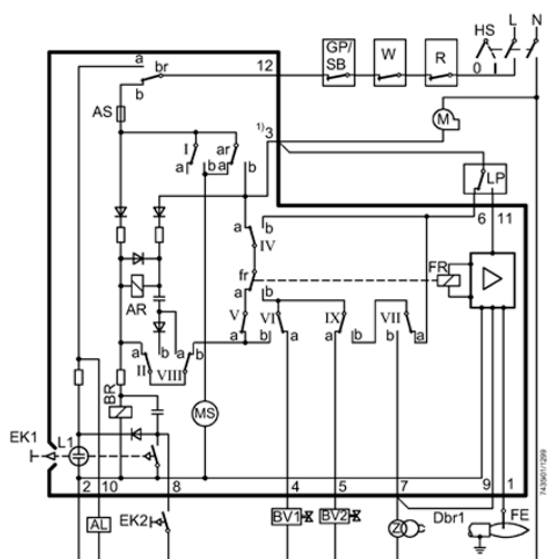 HS L N
GP/ SB
W
R
0 I
a br 12
b
AS
M
1) 3
I ar
a b a b
LP
a b 6 11
IV
fr FR
a b
AR
V VI IX VII
a b a a b b a
b a b
II VIII
BR
MS
EK1 L1
2 10 8 4 5 7 9 1
AL EK2 BV1 BV2 Z Dbr1 FE
7435v01/1299